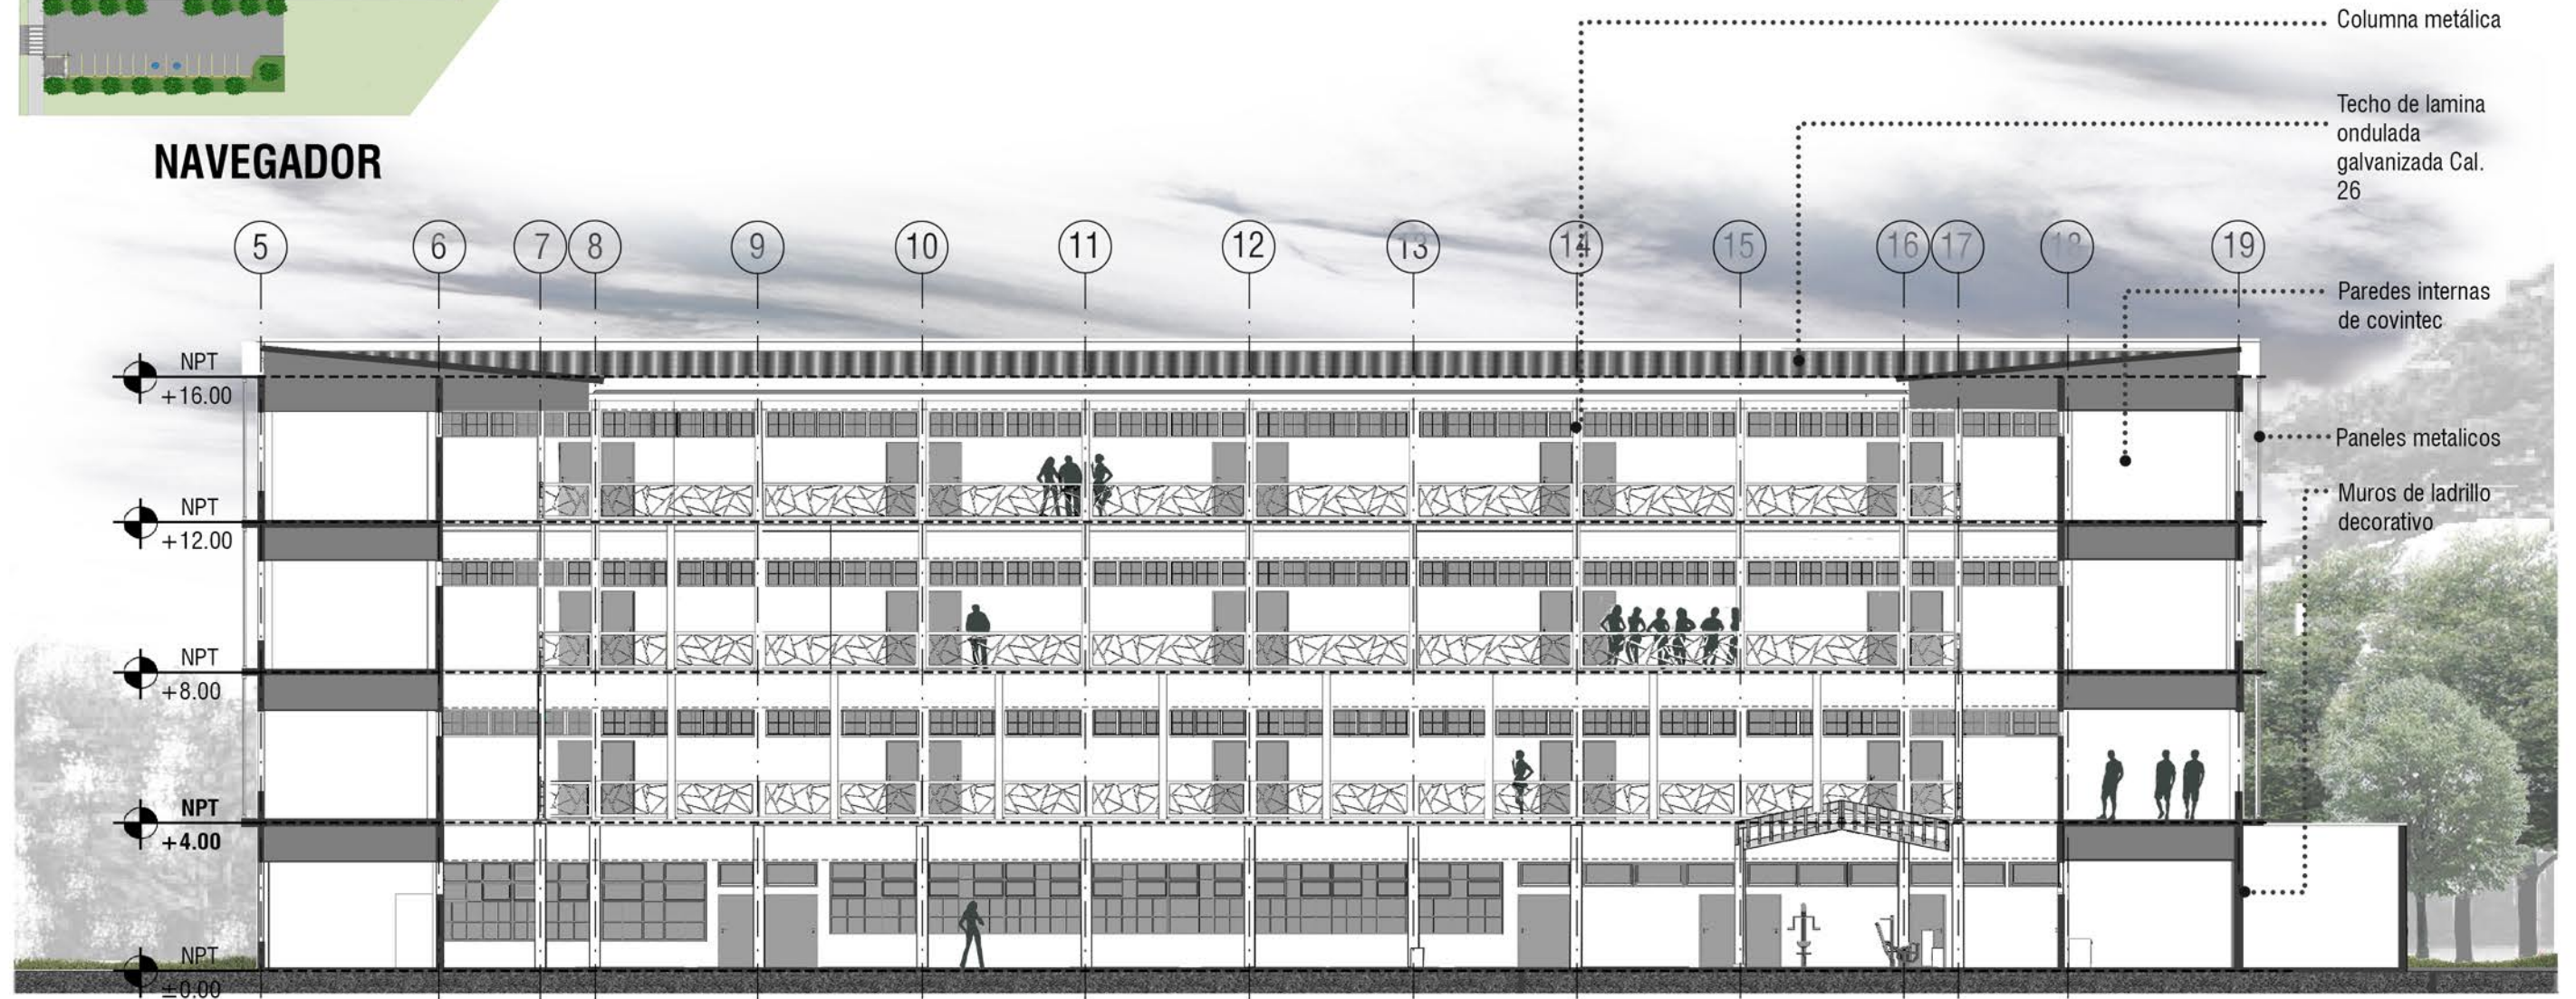 Columna metálica
Techo de lamina
ondulada
galvanizada Cal.
26
NAVEGADOR
5 6 7 8 9 10 11 12 13 14 15 16 17 18 19
Paredes internas
de covintec
NPT
+16.00
Paneles metalicos
Muros de ladrillo
decorativo
NPT
+12.00
NPT
+8.00
NPT
+4.00
NPT
±0.00